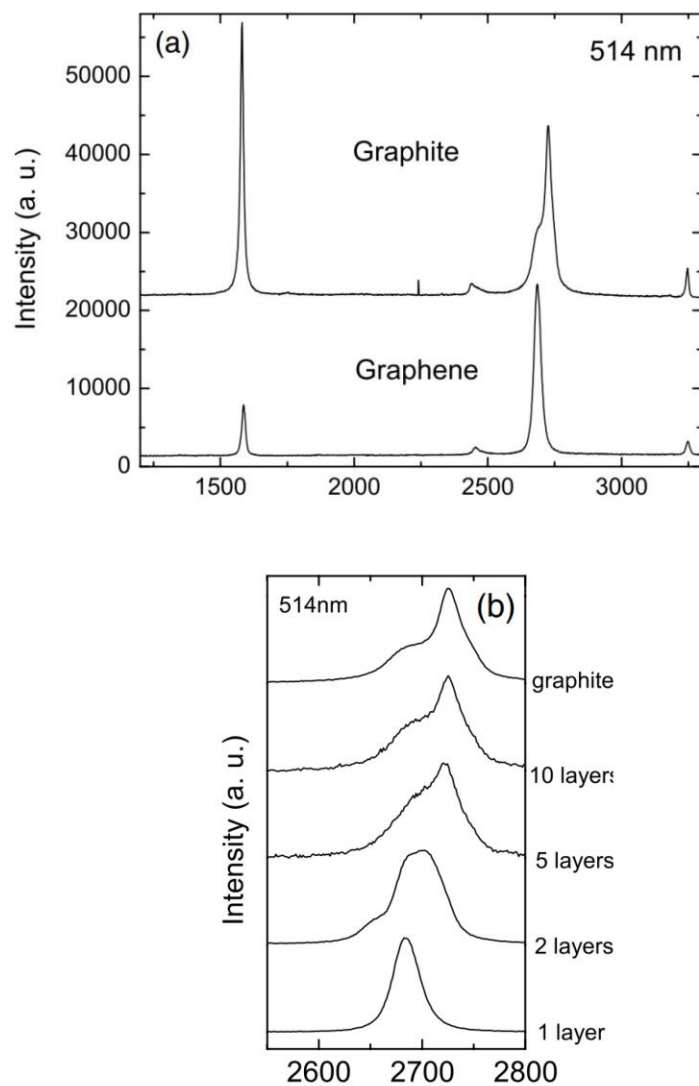 (a)
514 nm
50000
40000
30000
20000
10000
0
Intensity (a. u.)
Graphite
Graphene
1500
2000
2500
3000
514nm
(b)
graphite
10 layers
5 layers
2 layers
1 layer
Intensity (a. u.)
2600
2700
2800